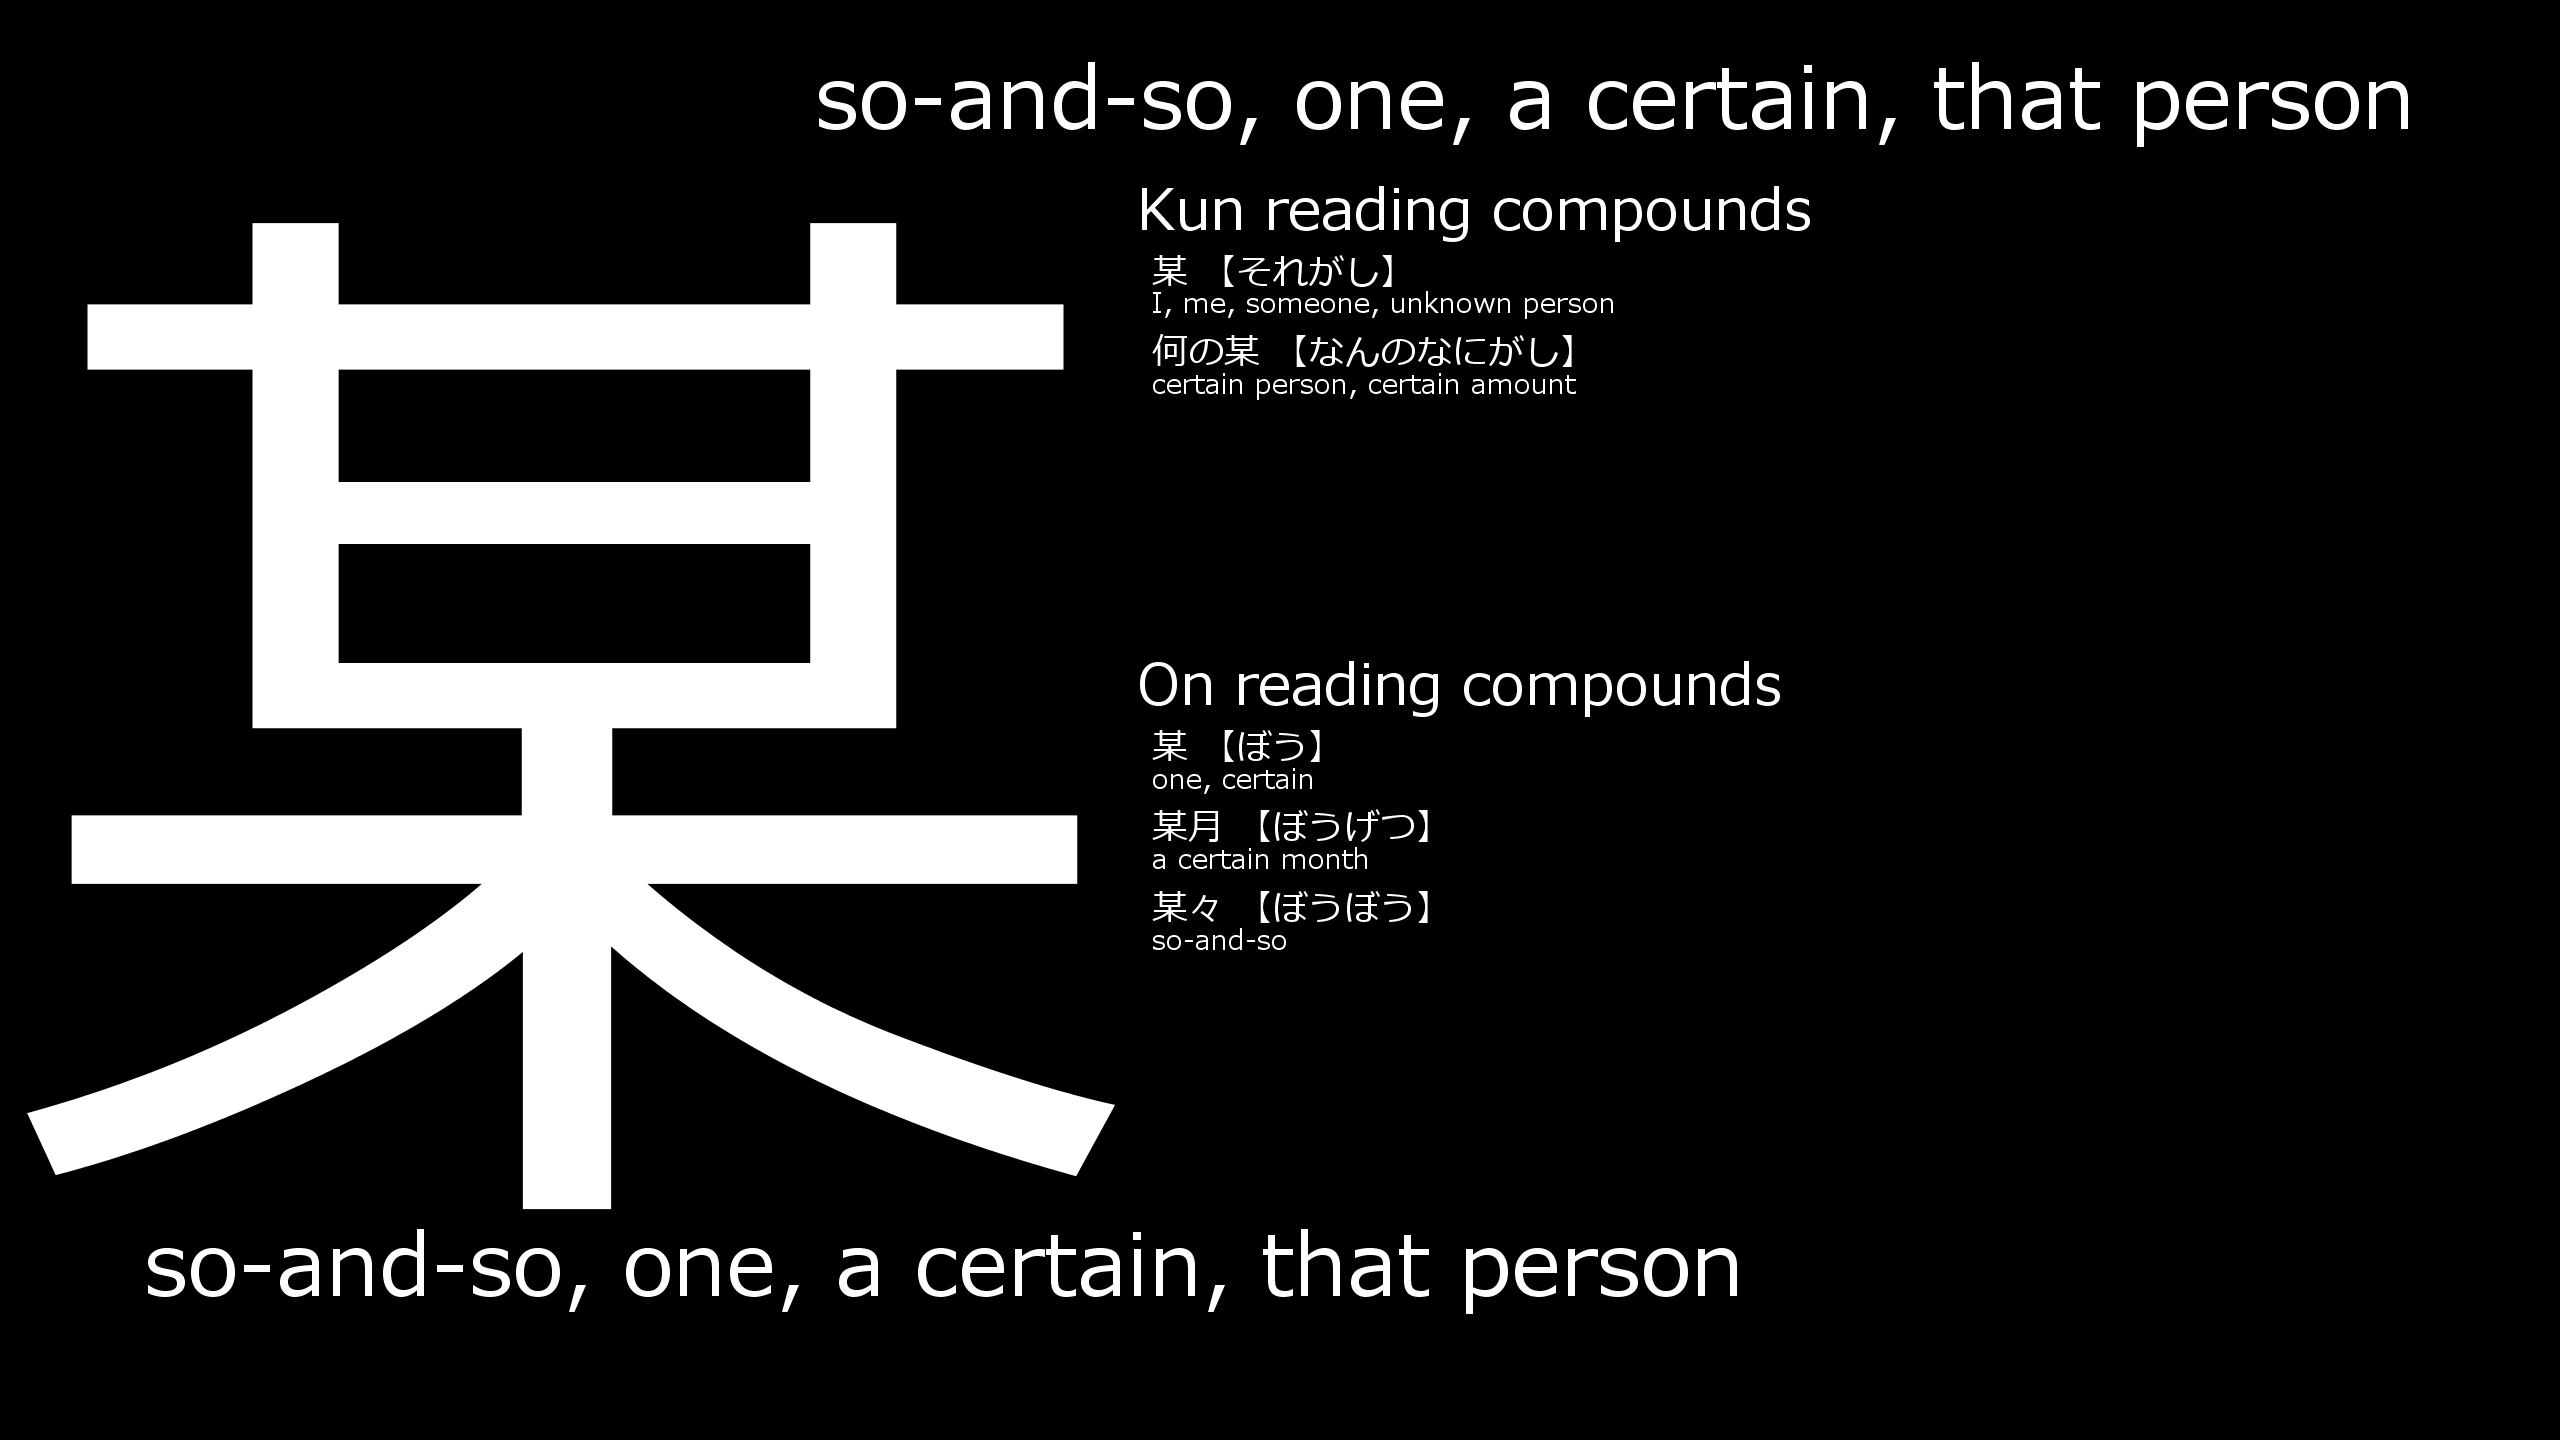 so-and-so, one, a certain, that person
某
Kun reading compounds
某 【それがし】
I, me, someone, unknown person
何の某 【なんのなにがし】
certain person, certain amount
On reading compounds
某 【ぼう】
one, certain
某月 【ぼうげつ】
a certain month
某々 【ぼうぼう】
so-and-so
so-and-so, one, a certain, that person